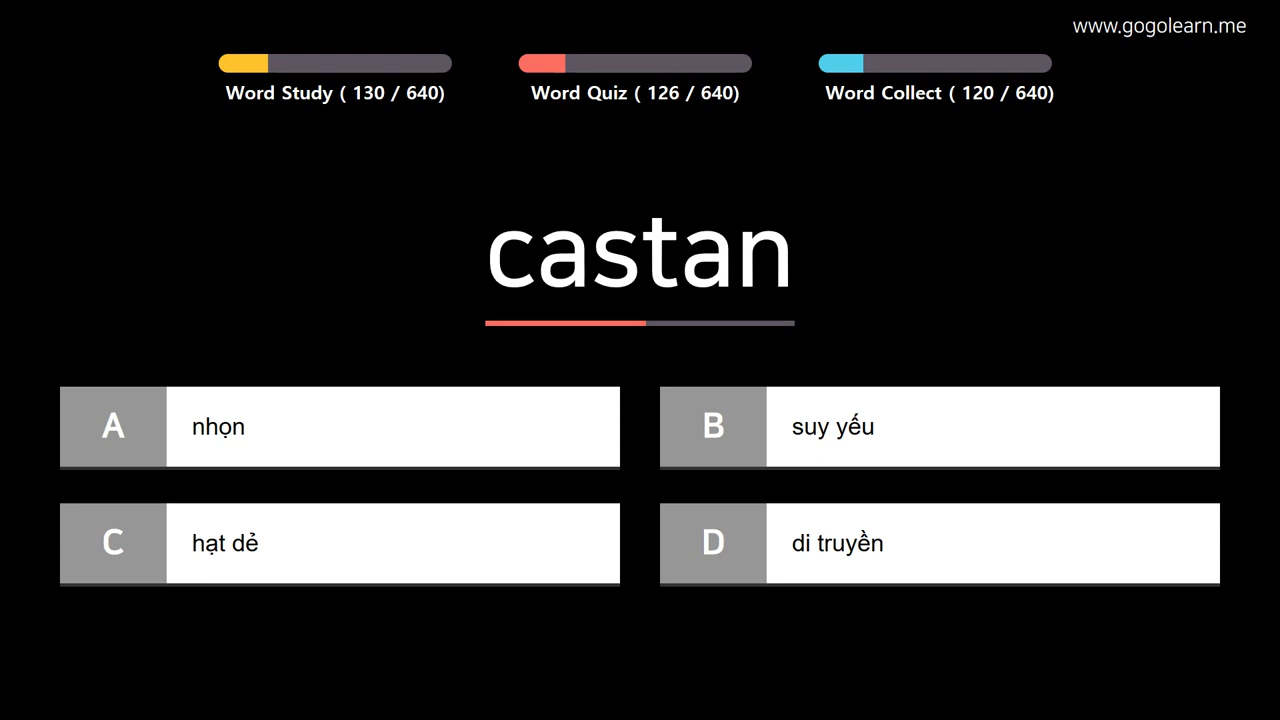 www.gogolearn.me
Word Study ( 130 / 640)
Word Quiz ( 126 / 640)
Word Collect ( 120 / 640)
castan
A nhọn
B suy yếu
C hạt dẻ
D di truyền